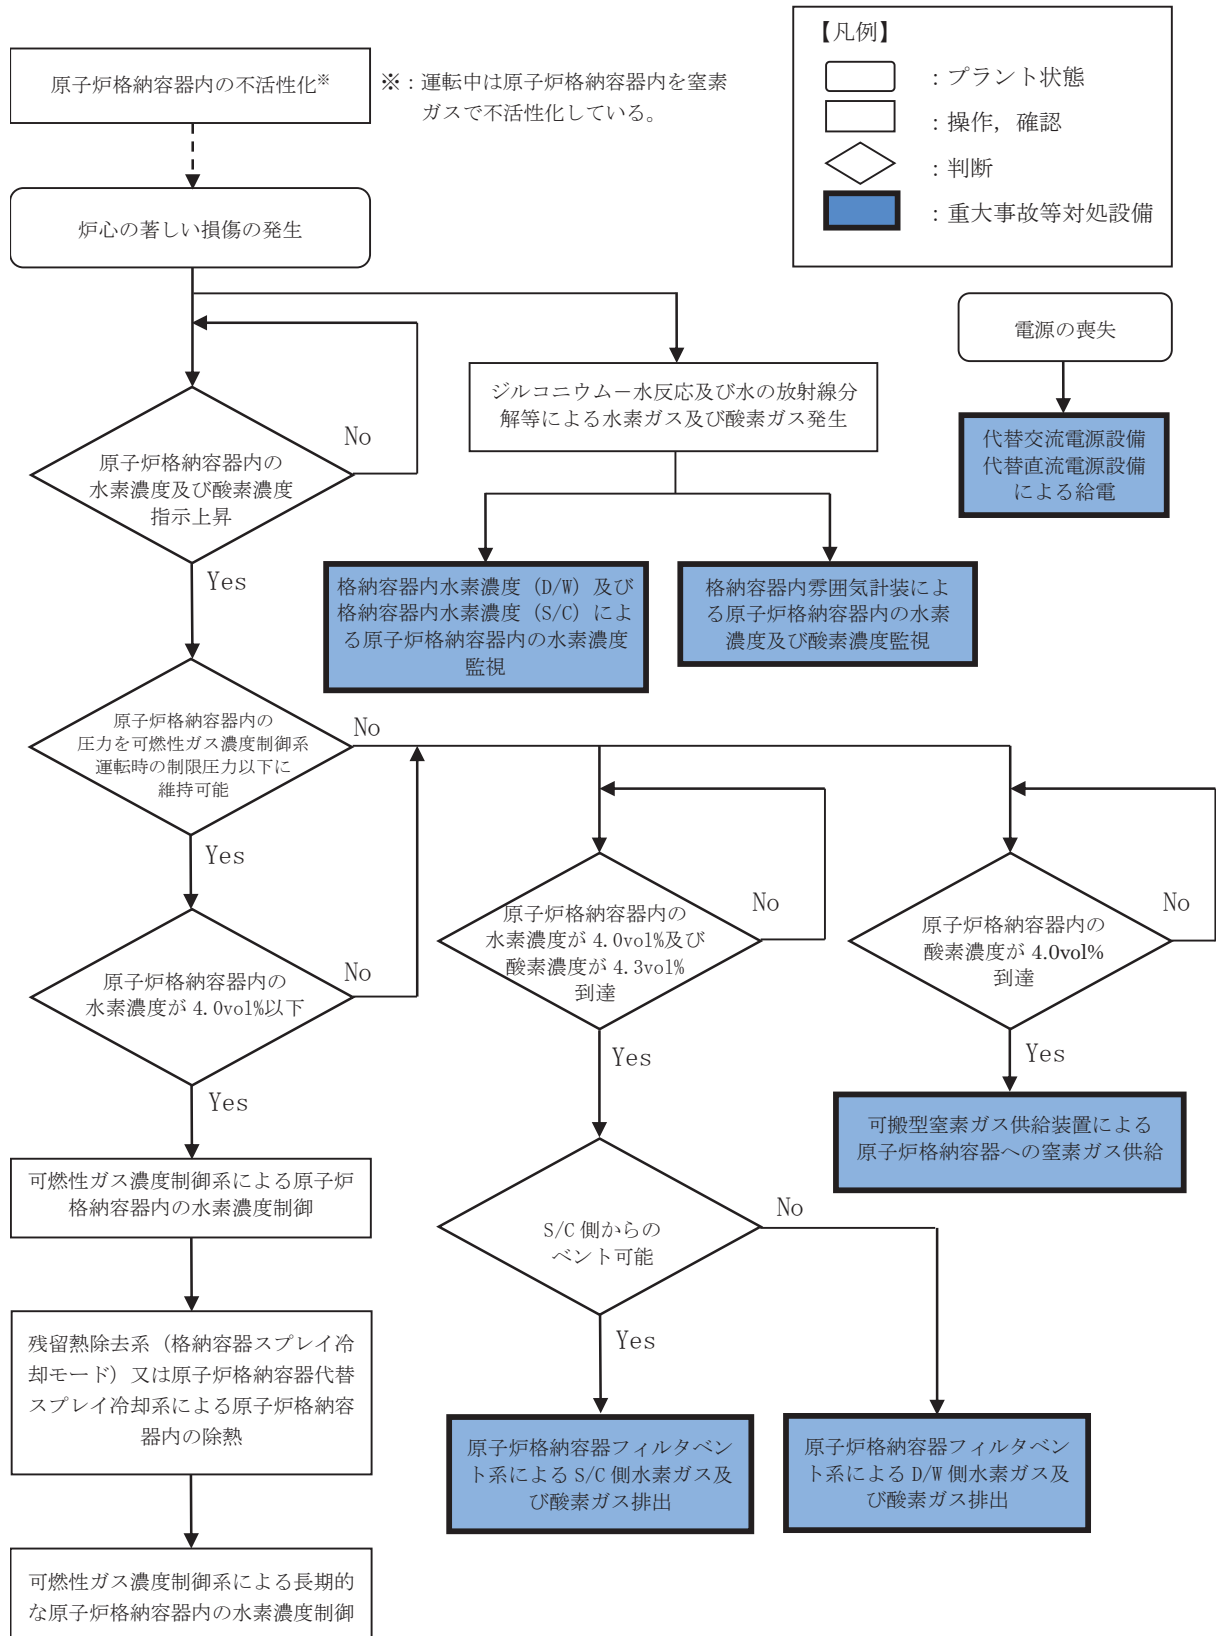 原子炉格納容器内の不活性化※
※：運転中は原子炉格納容器内を窒素
ガスで不活性化している。
【凡例】
：プラント状態
：操作，確認
：判断
：重大事故等対処設備
炉心の著しい損傷の発生
電源の喪失
代替交流電源設備
代替直流電源設備
による給電
ジルコニウム－水反応及び水の放射線分
解等による水素ガス及び酸素ガス発生
No
原子炉格納容器内の
水素濃度及び酸素濃度
指示上昇
Yes
格納容器内水素濃度（D/W）及び
格納容器内水素濃度（S/C）によ
る原子炉格納容器内の水素濃度
監視
格納容器内雰囲気計装によ
る原子炉格納容器内の水素
濃度及び酸素濃度監視
原子炉格納容器内の
圧力を可燃性ガス濃度制御系
運転時の制限圧力以下に
維持可能
No
Yes
原子炉格納容器内の
水素濃度が 4.0vol%以下
No
Yes
原子炉格納容器内の
水素濃度が 4.0vol%及び
酸素濃度が 4.3vol%
到達
No
Yes
原子炉格納容器内の
酸素濃度が 4.0vol%
到達
No
Yes
可搬型窒素ガス供給装置による
原子炉格納容器への窒素ガス供給
可燃性ガス濃度制御系による原子炉
格納容器内の水素濃度制御
S/C 側からの
ベント可能
No
Yes
残留熱除去系（格納容器スプレイ冷
却モード）又は原子炉格納容器代替
スプレイ冷却系による原子炉格納容
器内の除熱
原子炉格納容器フィルタベン
ト系による S/C 側水素ガス及
び酸素ガス排出
原子炉格納容器フィルタベン
ト系による D/W 側水素ガス及
び酸素ガス排出
可燃性ガス濃度制御系による長期的
な原子炉格納容器内の水素濃度制御